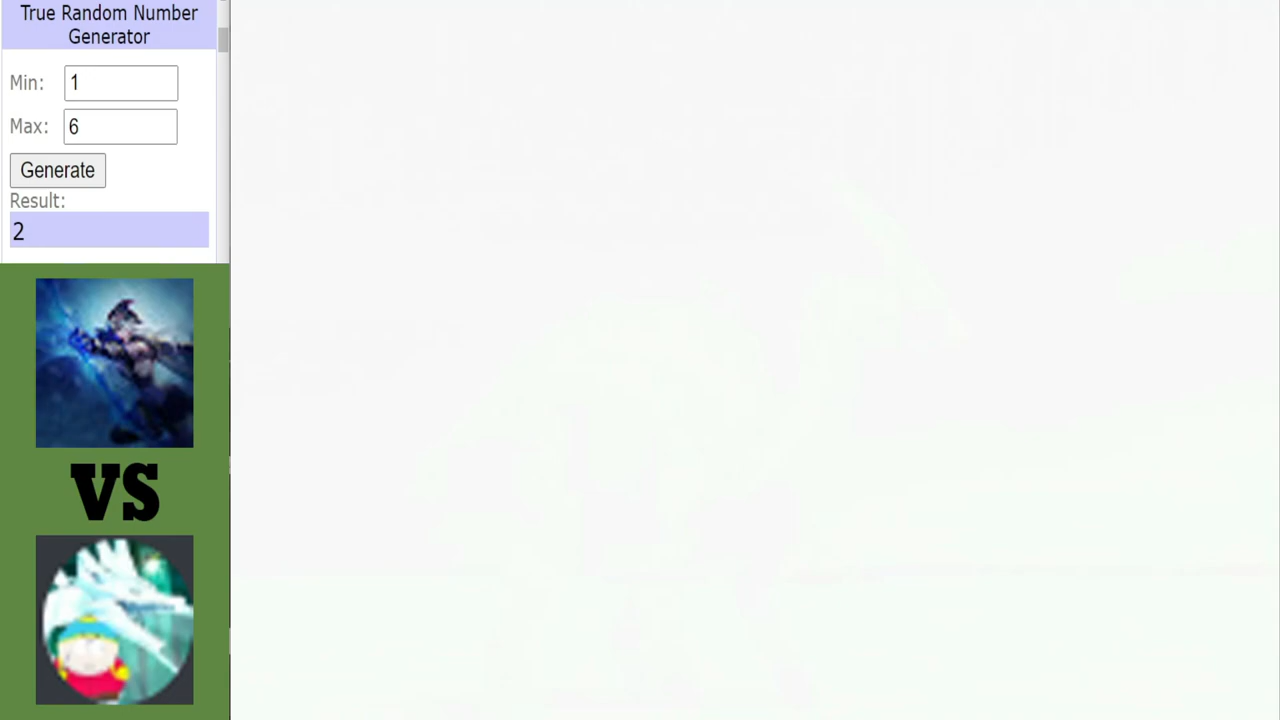 True Random Number
Generator
Min: 1
Max: 6
Generate
Result:
2
VS